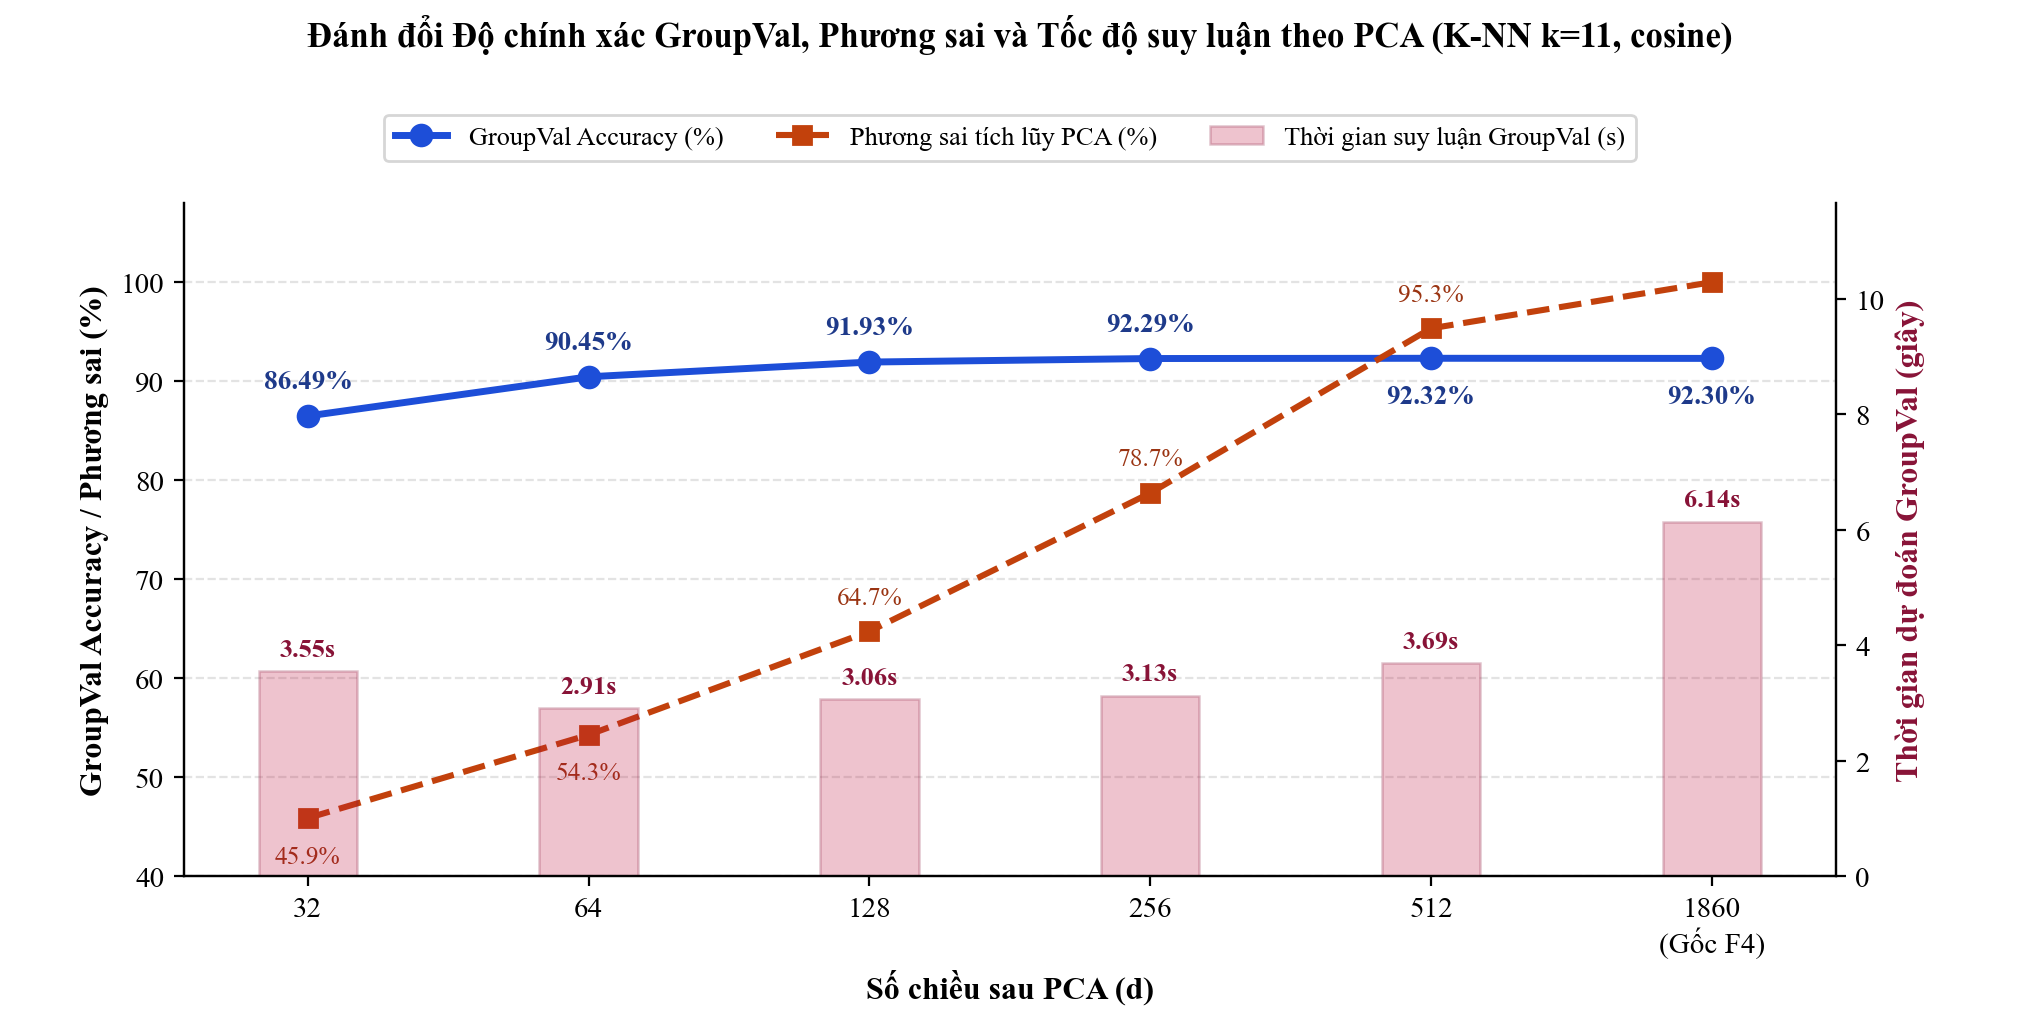 Đánh đổi Độ chính xác GroupVal, Phương sai và Tốc độ suy luận theo PCA (K-NN k=11, cosine)
GroupVal Accuracy (%)
Phương sai tích lũy PCA (%)
Thời gian suy luận GroupVal (s)
GroupVal Accuracy / Phương sai (%)
100
90
80
70
60
50
40
86.49%
90.45%
91.93%
92.29%
92.32%
92.30%
45.9%
54.3%
64.7%
78.7%
95.3%
3.55s
2.91s
3.06s
3.13s
3.69s
6.14s
10
8
6
4
2
0
Thời gian dự đoán GroupVal (giây)
32
64
128
256
512
1860
(Gốc F4)
Số chiều sau PCA (d)